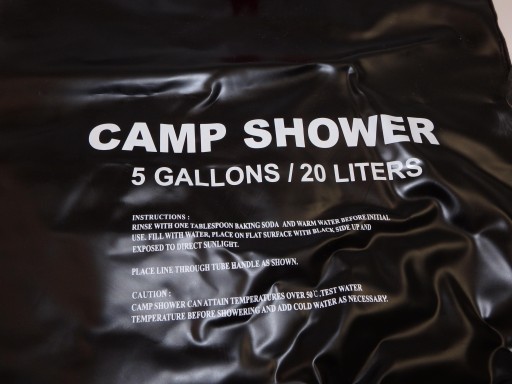 CAMP SHOWER
5 GALLONS / 20 LITERS
INSTRUCTIONS :
RINSE WITH ONE TABLESPOON BAKING SODA AND WARM WATER BEFORE INITIAL
USE. FILL WITH WATER, PLACE ON FLAT SURFACE WITH BLACK SIDE UP AND
EXPOSED TO DIRECT SUNLIGHT.
PLACE LINE THROUGH TUBE HANDLE AS SHOWN.
CAUTION :
CAMP SHOWER CAN ATTAIN TEMPERATURES OVER 50 C. TEST WATER
TEMPERATURE BEFORE SHOWERING AND ADD COLD WATER AS NECESSARY.